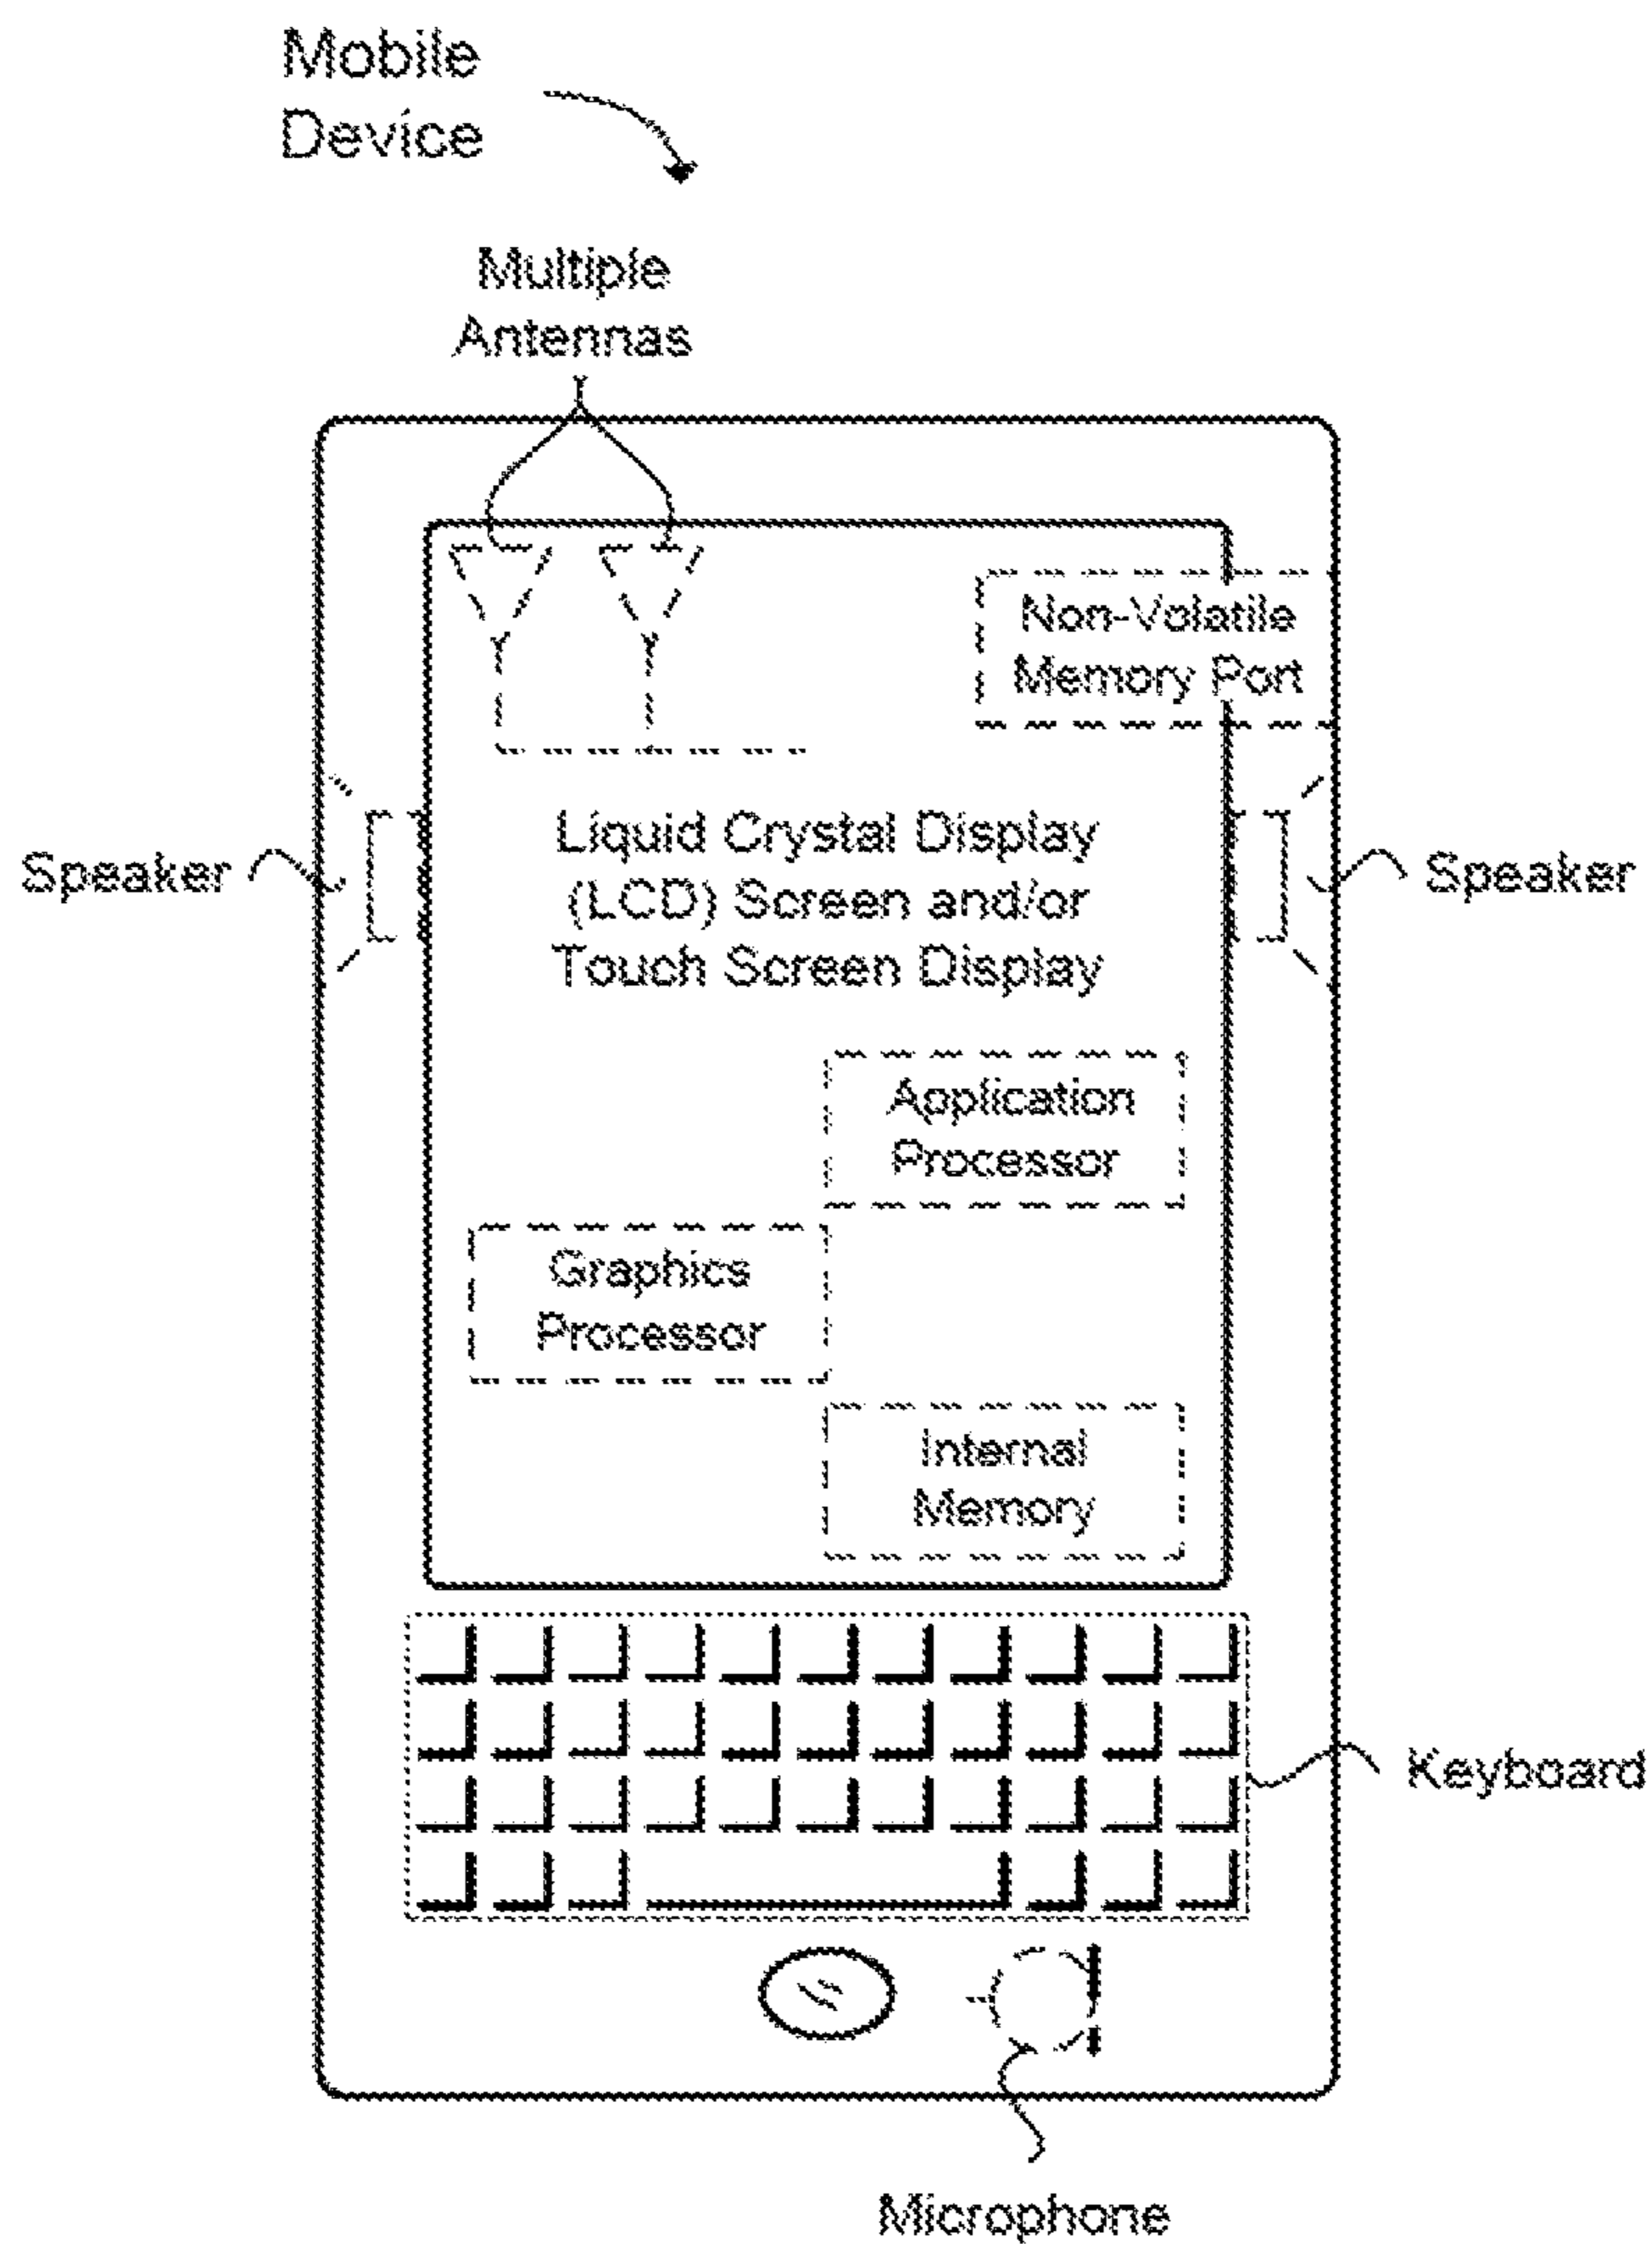 Mobile
Device
Multiple
Antennas
Non-Volatile
Memory Port
Speaker
Liquid Crystal Display
(LCD) Screen and/or
Touch Screen Display
Speaker
Application
Processor
Graphics
Processor
Internal
Memory
Keyboard
Microphone